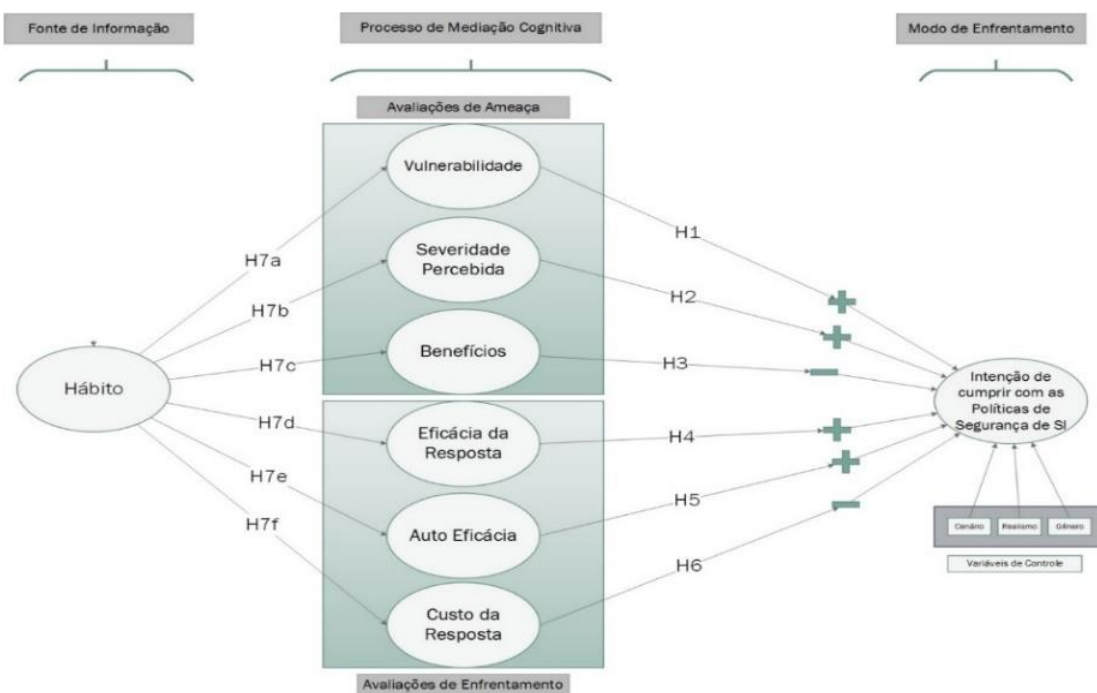 Fonte de Informação
Processo de Mediação Cognitiva
Modo de Enfrentamento
Avaliações de Ameaça
Vulnerabilidade
H1
Severidade
Percebida
H7a
H2
H7b
Benefícios
H3
H7c
Hábito
Intenção de
cumprir com as
Políticas de
Segurança de SI
H7d
Eficácia da
Resposta
H4
H7e
H5
H7f
Auto Eficácia
Cenário
Realismo
Gênero
H6
Variáveis de Controle
Custo da
Resposta
Avaliações de Enfrentamento